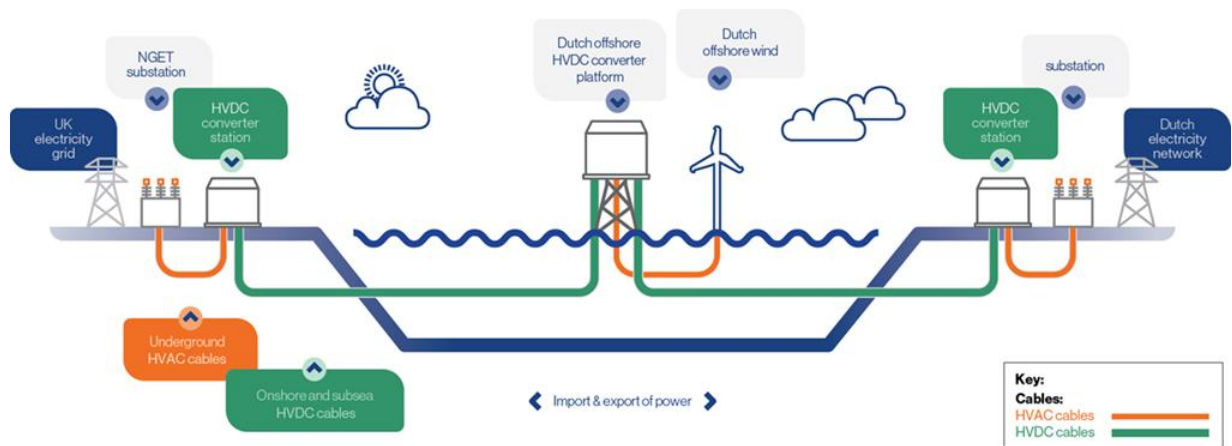 NGET
substation
HVDC
converter
station
UK
electricity
grid
Dutch offshore
HVDC converter
platform
Dutch
offshore wind
substation
HVDC
converter
station
Dutch
electricity
network
Underground
HVAC cables
Onshore and subsea
HVDC cables
Import & export of power
Key:
Cables:
HVAC cables
HVDC cables